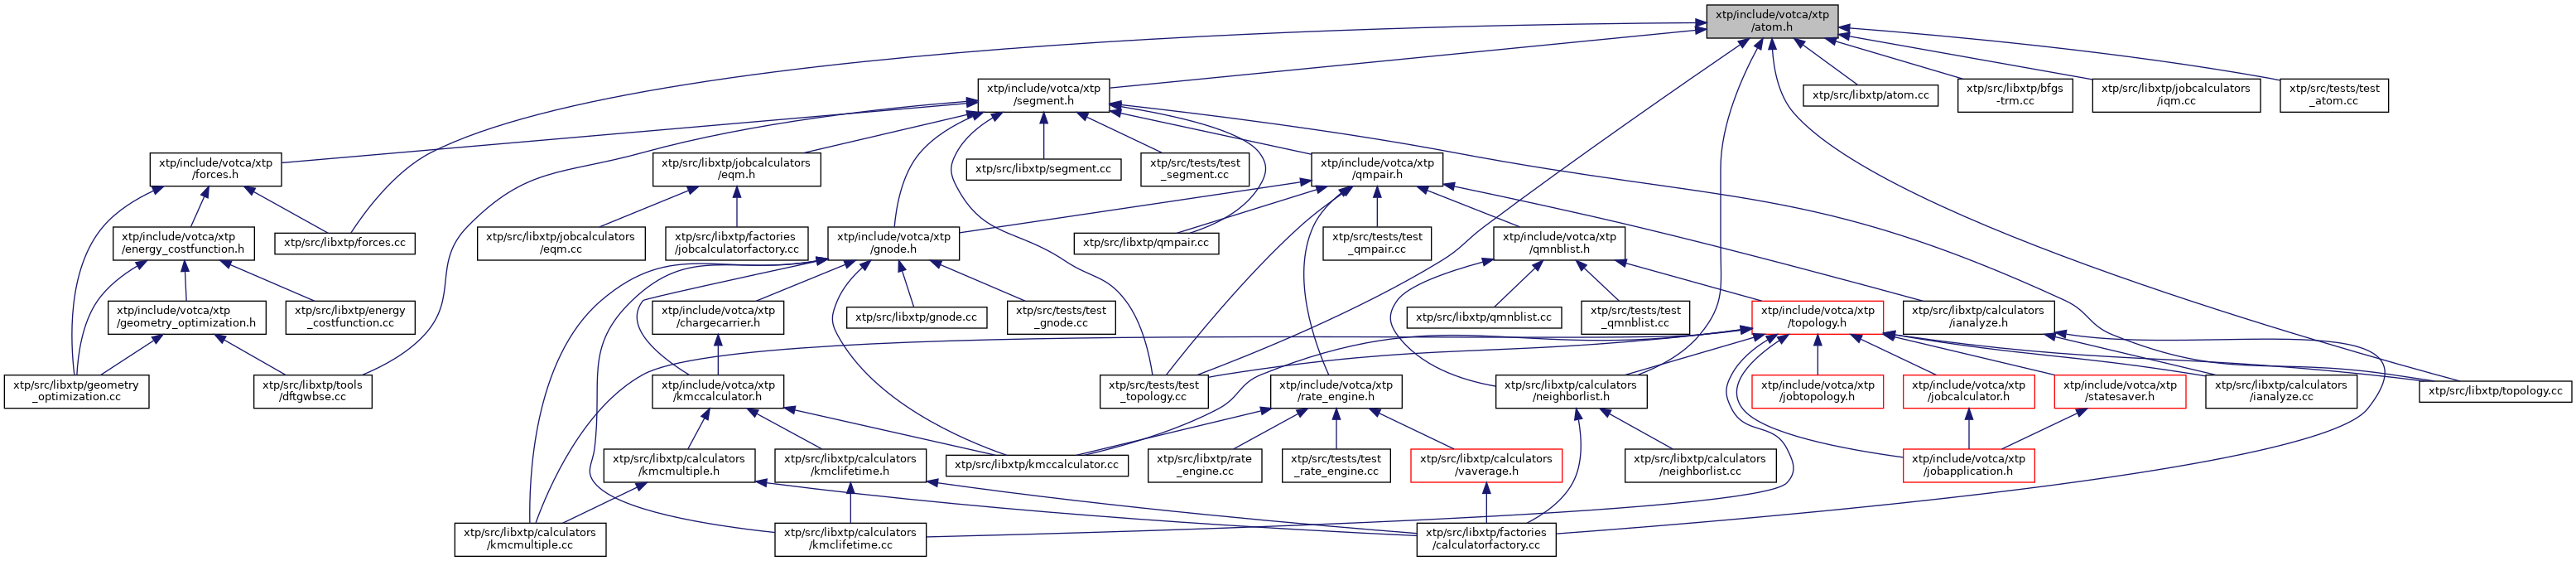 xtp/include/votca/xtp
/atom.h
xtp/include/votca/xtp
/segment.h
xtp/src/libxtp/atom.cc
xtp/src/libxtp/bfgs
-trm.cc
xtp/src/libxtp/jobcalculators
/iqm.cc
xtp/src/tests/test
_atom.cc
xtp/include/votca/xtp
/forces.h
xtp/src/libxtp/jobcalculators
/eqm.h
xtp/src/libxtp/segment.cc
xtp/src/tests/test
_segment.cc
xtp/include/votca/xtp
/qmpair.h
xtp/include/votca/xtp
/energy_costfunction.h
xtp/src/libxtp/forces.cc
xtp/src/libxtp/jobcalculators
/eqm.cc
xtp/src/libxtp/factories
/jobcalculatorfactory.cc
xtp/include/votca/xtp
/gnode.h
xtp/src/libxtp/qmpair.cc
xtp/src/tests/test
_qmpair.cc
xtp/include/votca/xtp
/qmnblist.h
xtp/include/votca/xtp
/geometry_optimization.h
xtp/src/libxtp/energy
_costfunction.cc
xtp/include/votca/xtp
/chargecarrier.h
xtp/src/libxtp/gnode.cc
xtp/src/tests/test
_gnode.cc
xtp/src/libxtp/qmnblist.cc
xtp/src/tests/test
_qmnblist.cc
xtp/include/votca/xtp
/topology.h
xtp/src/libxtp/calculators
/ianalyze.h
xtp/src/libxtp/geometry
_optimization.cc
xtp/src/libxtp/tools
/dftgwbse.cc
xtp/include/votca/xtp
/kmccalculator.h
xtp/src/tests/test
_topology.cc
xtp/include/votca/xtp
/rate_engine.h
xtp/src/libxtp/calculators
/neighborlist.h
xtp/include/votca/xtp
/jobtopology.h
xtp/include/votca/xtp
/jobcalculator.h
xtp/include/votca/xtp
/statesaver.h
xtp/src/libxtp/calculators
/ianalyze.cc
xtp/src/libxtp/topology.cc
xtp/src/libxtp/calculators
/kmcmultiple.h
xtp/src/libxtp/calculators
/kmclifetime.h
xtp/src/libxtp/kmccalculator.cc
xtp/src/libxtp/rate
_engine.cc
xtp/src/tests/test
_rate_engine.cc
xtp/src/libxtp/calculators
/vaverage.h
xtp/src/libxtp/calculators
/neighborlist.cc
xtp/include/votca/xtp
/jobapplication.h
xtp/src/libxtp/calculators
/kmcmultiple.cc
xtp/src/libxtp/calculators
/kmclifetime.cc
xtp/src/libxtp/factories
/calculatorfactory.cc